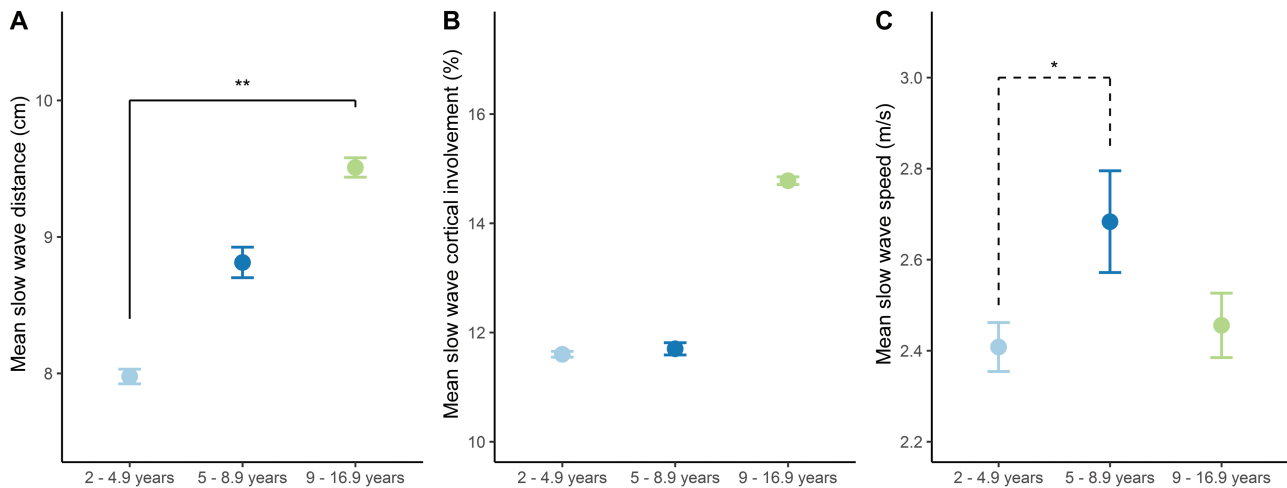 A
Mean slow wave distance (cm)
10
9
8
**
2 - 4.9 years
5 - 8.9 years
9 - 16.9 years
B
Mean slow wave cortical involvement (%)
16
14
12
10
2 - 4.9 years
5 - 8.9 years
9 - 16.9 years
C
Mean slow wave speed (m/s)
3.0
2.8
2.6
2.4
2.2
*
2 - 4.9 years
5 - 8.9 years
9 - 16.9 years